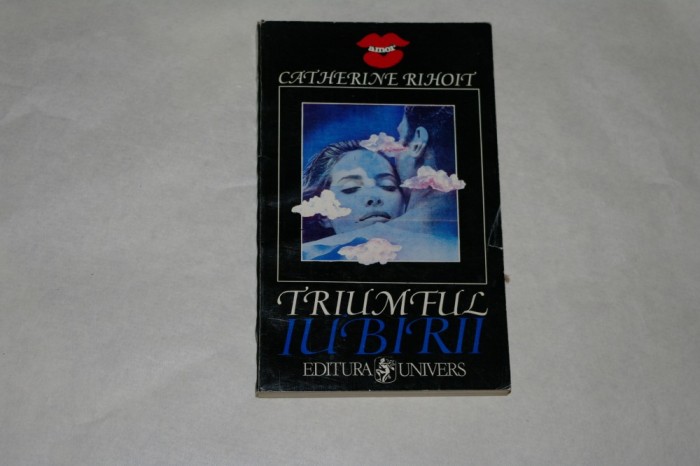 amor
CATHERINE RIHOIT
TRIUMFUL
IUBIRII
EDITURA UNIVERS